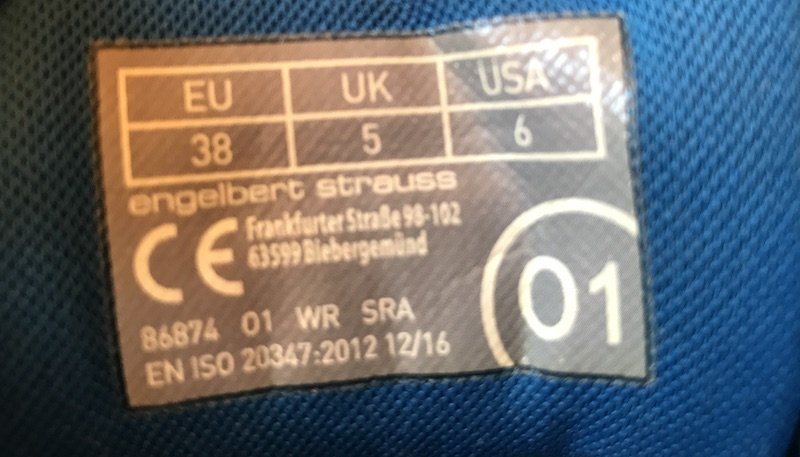 EU UK USA
38 5 6
engelbert strauss
CE Frankfurter Straße 98-102
63599 Biebergemünd
01
86874 01 WR SRA
EN ISO 20347:2012 12/16